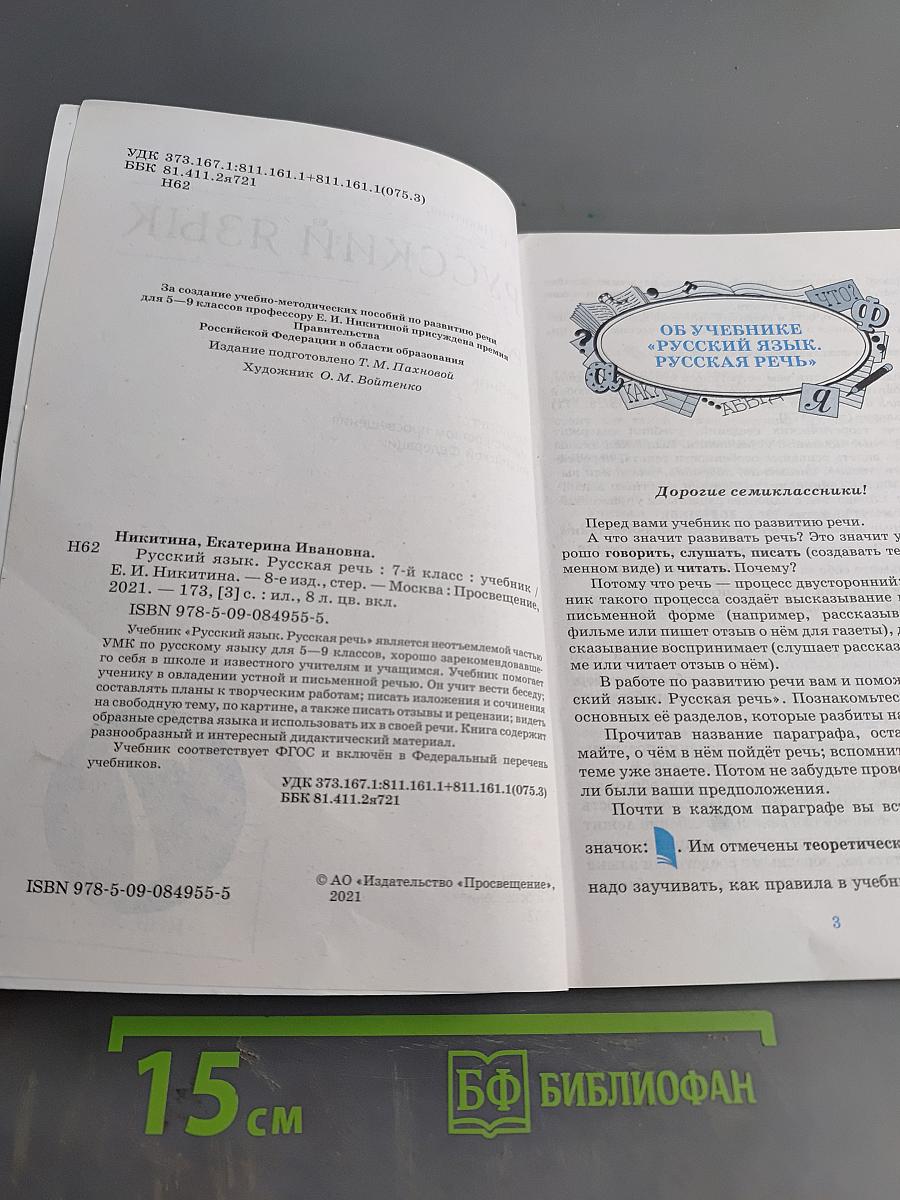 УДК 373.167.1:811.161.1+811.161.1(075.3)
ББК 81.411.2я721
Н62
За создание учебно-методических пособий по развитию речи
для 5—9 классов профессору Е. И. Никитиной присуждена премия
Правительства
Российской Федерации в области образования
Издание подготовлено Т. М. Пахновой
Художник О. М. Войтенко
Никитина, Екатерина Ивановна.
Н62 Русский язык. Русская речь : 7-й класс : учебник /
Е. И. Никитина. — 8-е изд., стер. — Москва : Просвещение,
2021. — 173, [3] с. : ил., 8 л. цв. вкл.
ISBN 978-5-09-084955-5.
Учебник «Русский язык. Русская речь» является неотъемлемой частью
УМК по русскому языку для 5—9 классов, хорошо зарекомендовавше-
го себя в школе и известного учителям и учащимся. Учебник помогает
ученику в овладении устной и письменной речью. Он учит вести беседу;
составлять планы к творческим работам; писать изложения и сочинения
на свободную тему, по картине, а также писать отзывы и рецензии; видеть
образные средства языка и использовать их в своей речи. Книга содержит
разнообразный и интересный дидактический материал.
Учебник соответствует ФГОС и включён в Федеральный перечень
учебников.
УДК 373.167.1:811.161.1+811.161.1(075.3)
ББК 81.411.2я721
ISBN 978-5-09-084955-5
© АО «Издательство «Просвещение»,
2021
ЧТО?
Ф
?
КАК?
Я
ОБ УЧЕБНИКЕ
«РУССКИЙ ЯЗЫК.
РУССКАЯ РЕЧЬ»
Дорогие семиклассники!
Перед вами учебник по развитию речи.
А что значит развивать речь? Это значит у
рошо говорить, слушать, писать (создавать те
менном виде) и читать. Почему?
Потому что речь — процесс двусторонний:
ник такого процесса создаёт высказывание
письменной форме (например, рассказыв
фильме или пишет отзыв о нём для газеты), д
сказывание воспринимает (слушает рассказ
ме или читает отзыв о нём).
В работе по развитию речи вам и помож
ский язык. Русская речь». Познакомьтес
основных её разделов, которые разбиты на
Прочитав название параграфа, оста
майте, о чём в нём пойдёт речь; вспомнит
теме уже знаете. Потом не забудьте прове
ли были ваши предположения.
Почти в каждом параграфе вы вст
значок: . Им отмечены теоретическ
надо заучивать, как правила в учебн
3
15 см
БФ БИБЛИОФАН